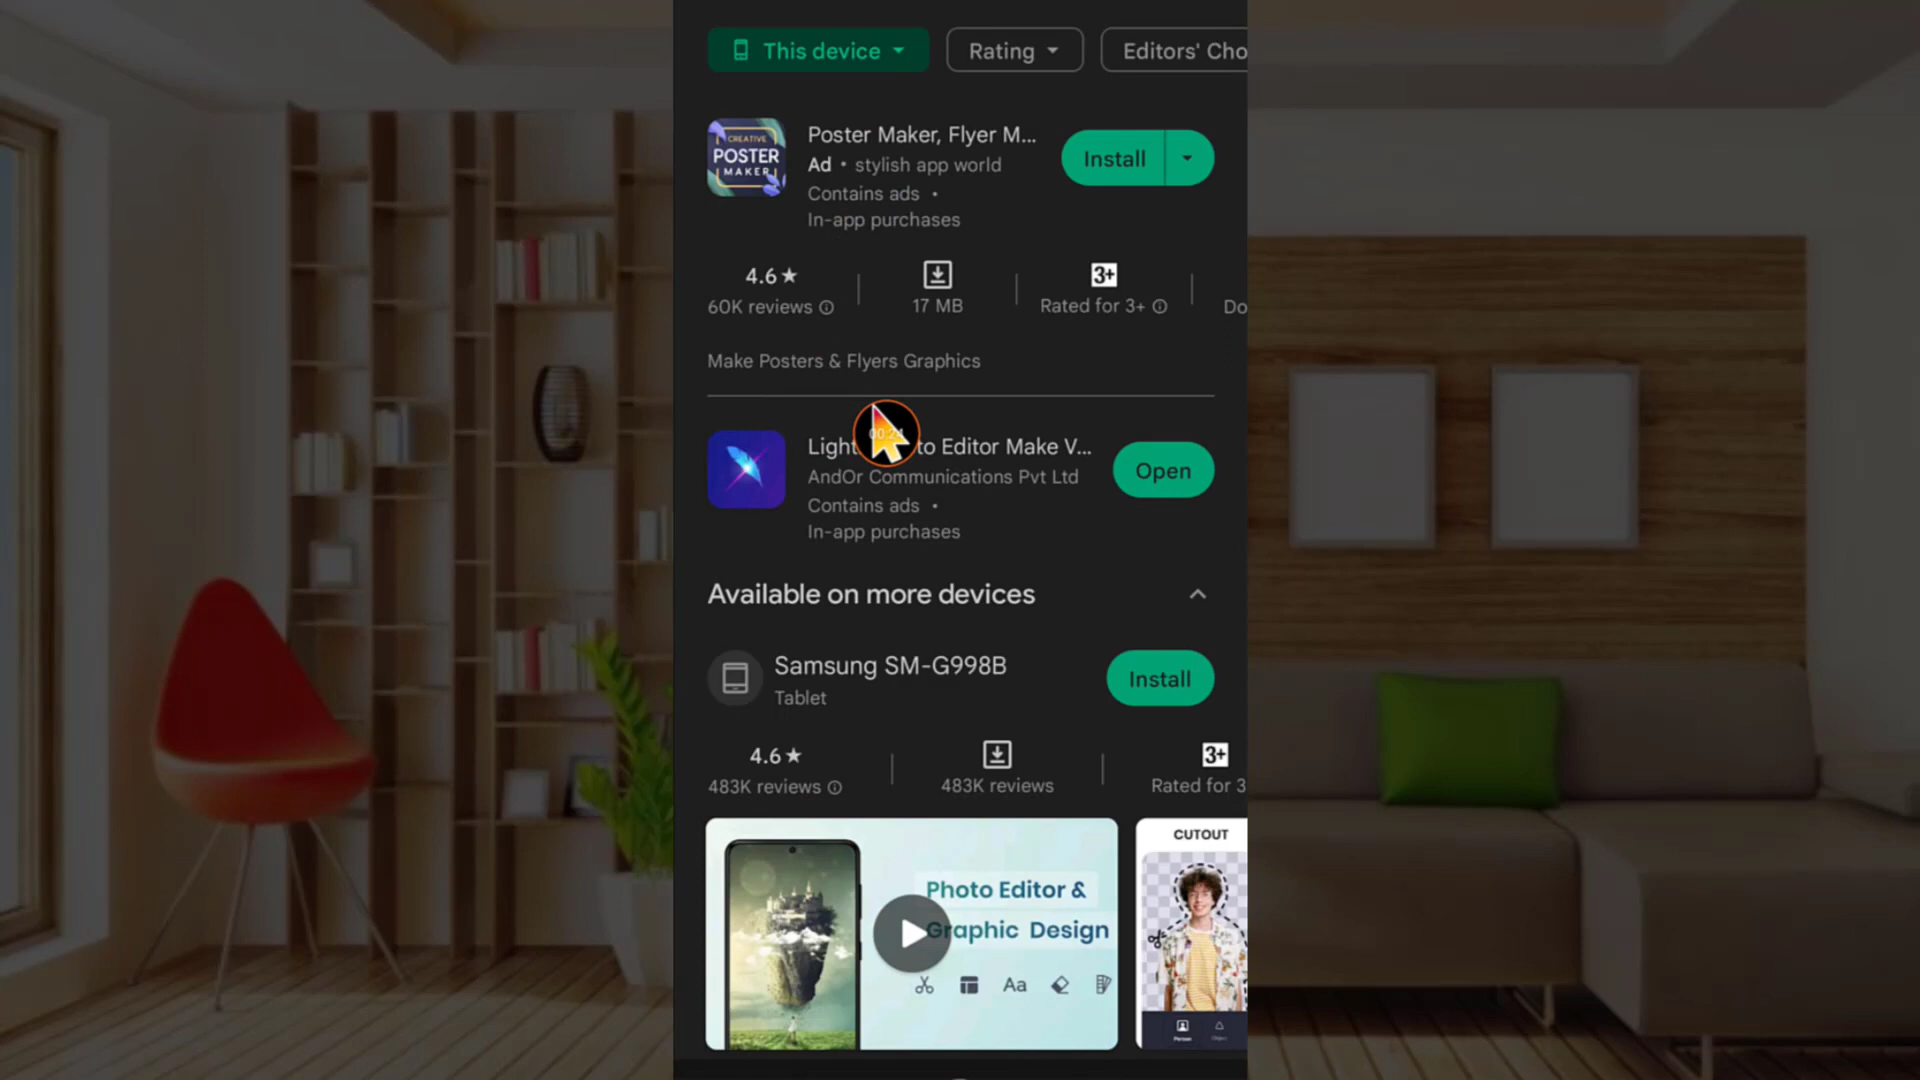 This device
Rating
Editors' Cho
CREATIVE
POSTER
MAKER
Poster Maker, Flyer M...
Ad • stylish app world
Contains ads •
In-app purchases
Install
4.6★
60K reviews
17 MB
3+
Rated for 3+
Do
Make Posters & Flyers Graphics
Light to Editor Make V...
AndOr Communications Pvt Ltd
Contains ads •
In-app purchases
Open
Available on more devices
Samsung SM-G998B
Tablet
Install
4.6★
483K reviews
483K reviews
3+
Rated for 3
Photo Editor &
Graphic Design
Aa
CUTOUT
Person